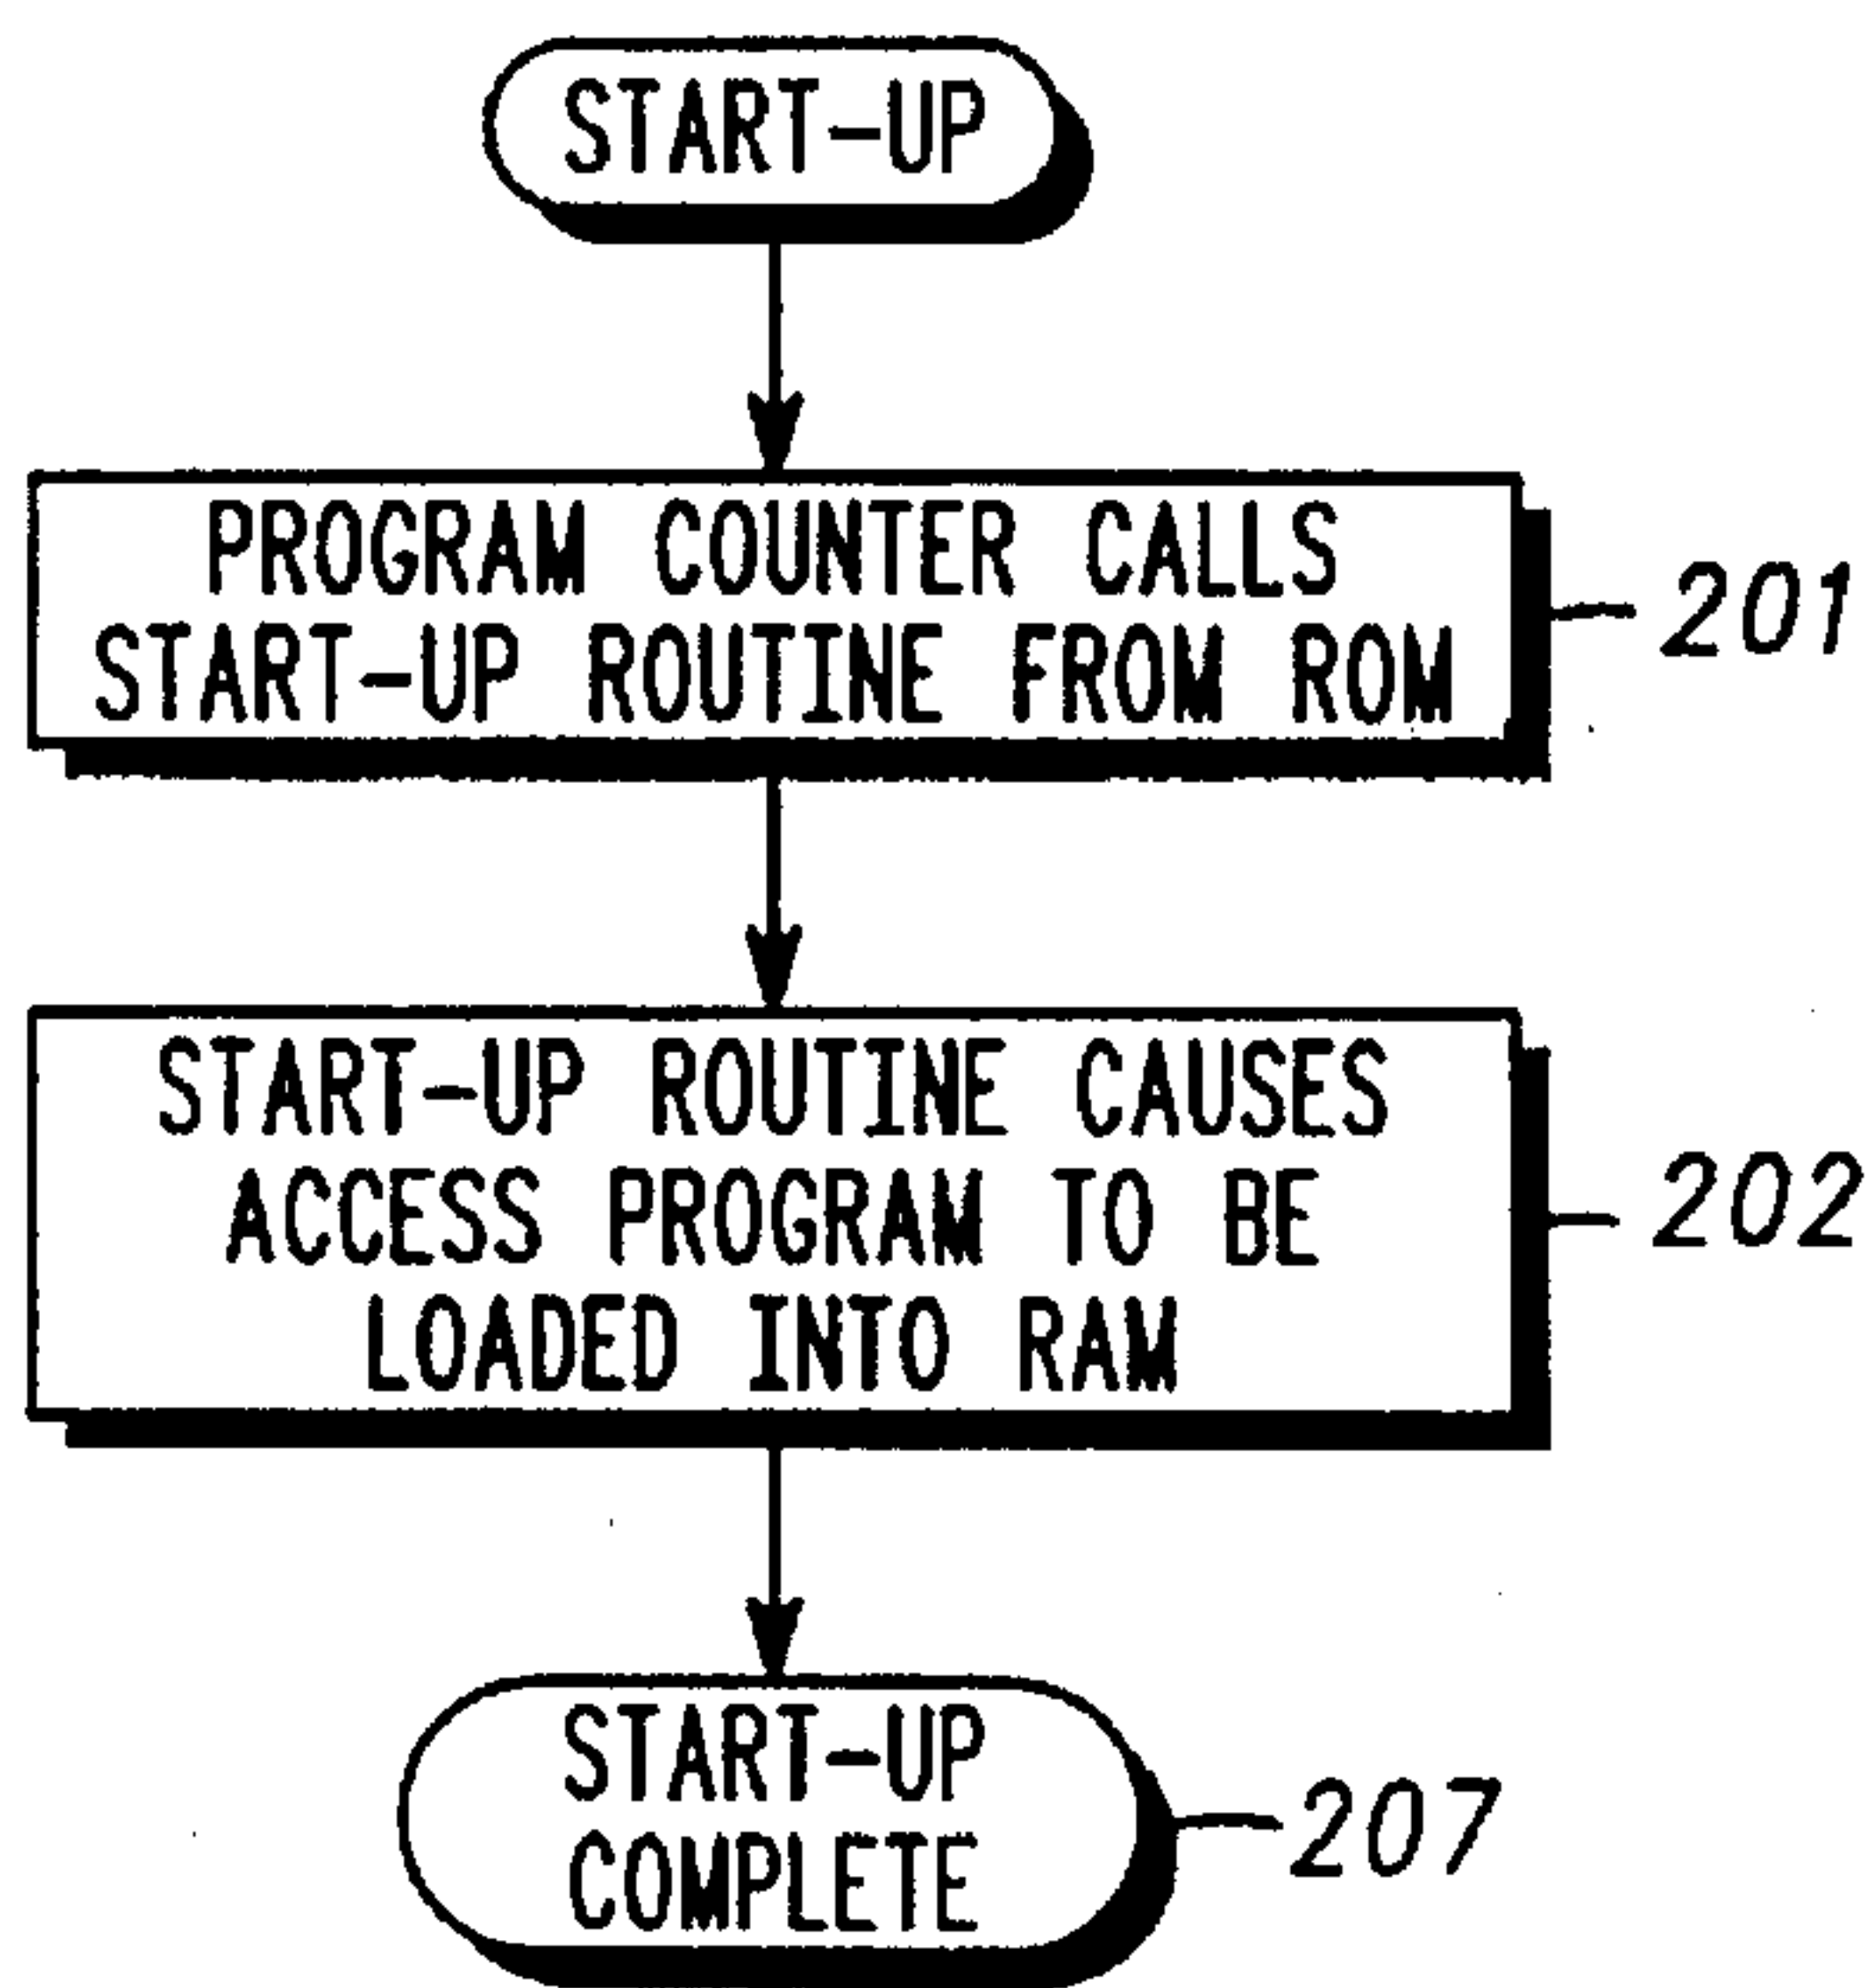 START-UP
PROGRAM COUNTER CALLS
START-UP ROUTINE FROM ROM
201
START-UP ROUTINE CAUSES
ACCESS PROGRAM TO BE
LOADED INTO RAM
202
START-UP
COMPLETE
207